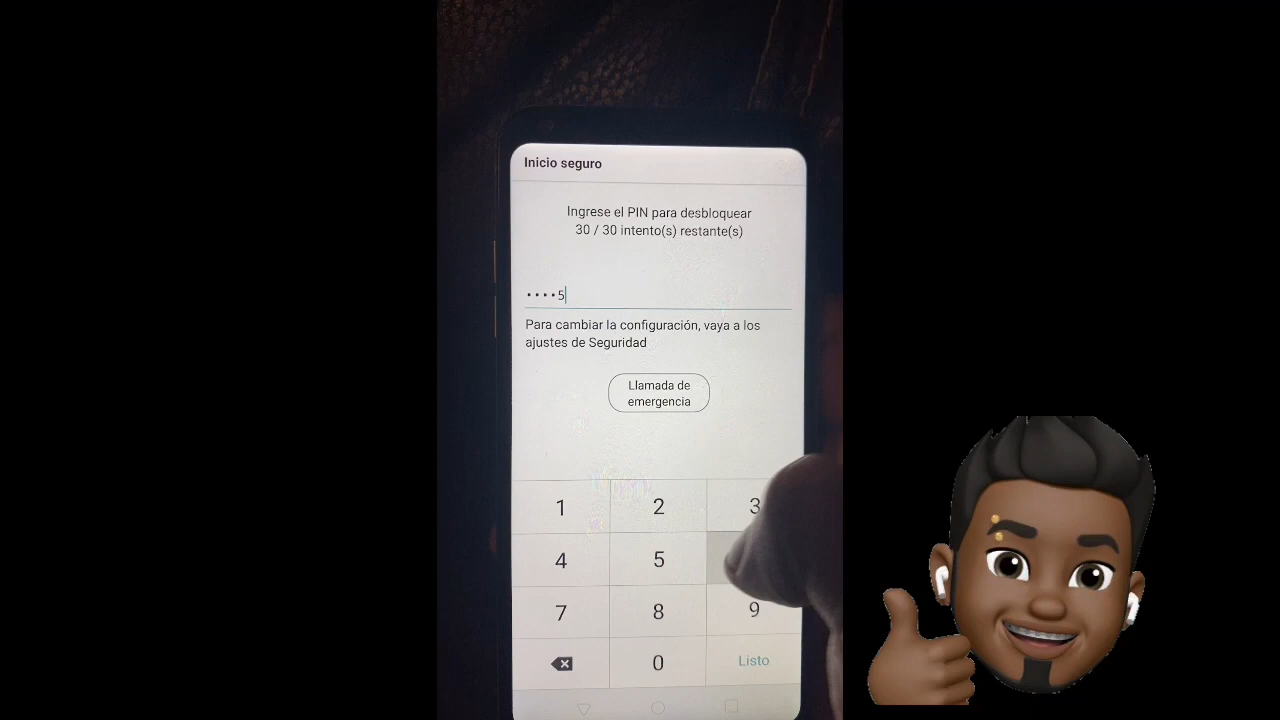 Inicio seguro
Ingrese el PIN para desbloquear
30 / 30 intento(s) restante(s)
••••5
Para cambiar la configuración, vaya a los
ajustes de Seguridad
Llamada de
emergencia
1 2 3
4 5
7 8 9
0 Listo